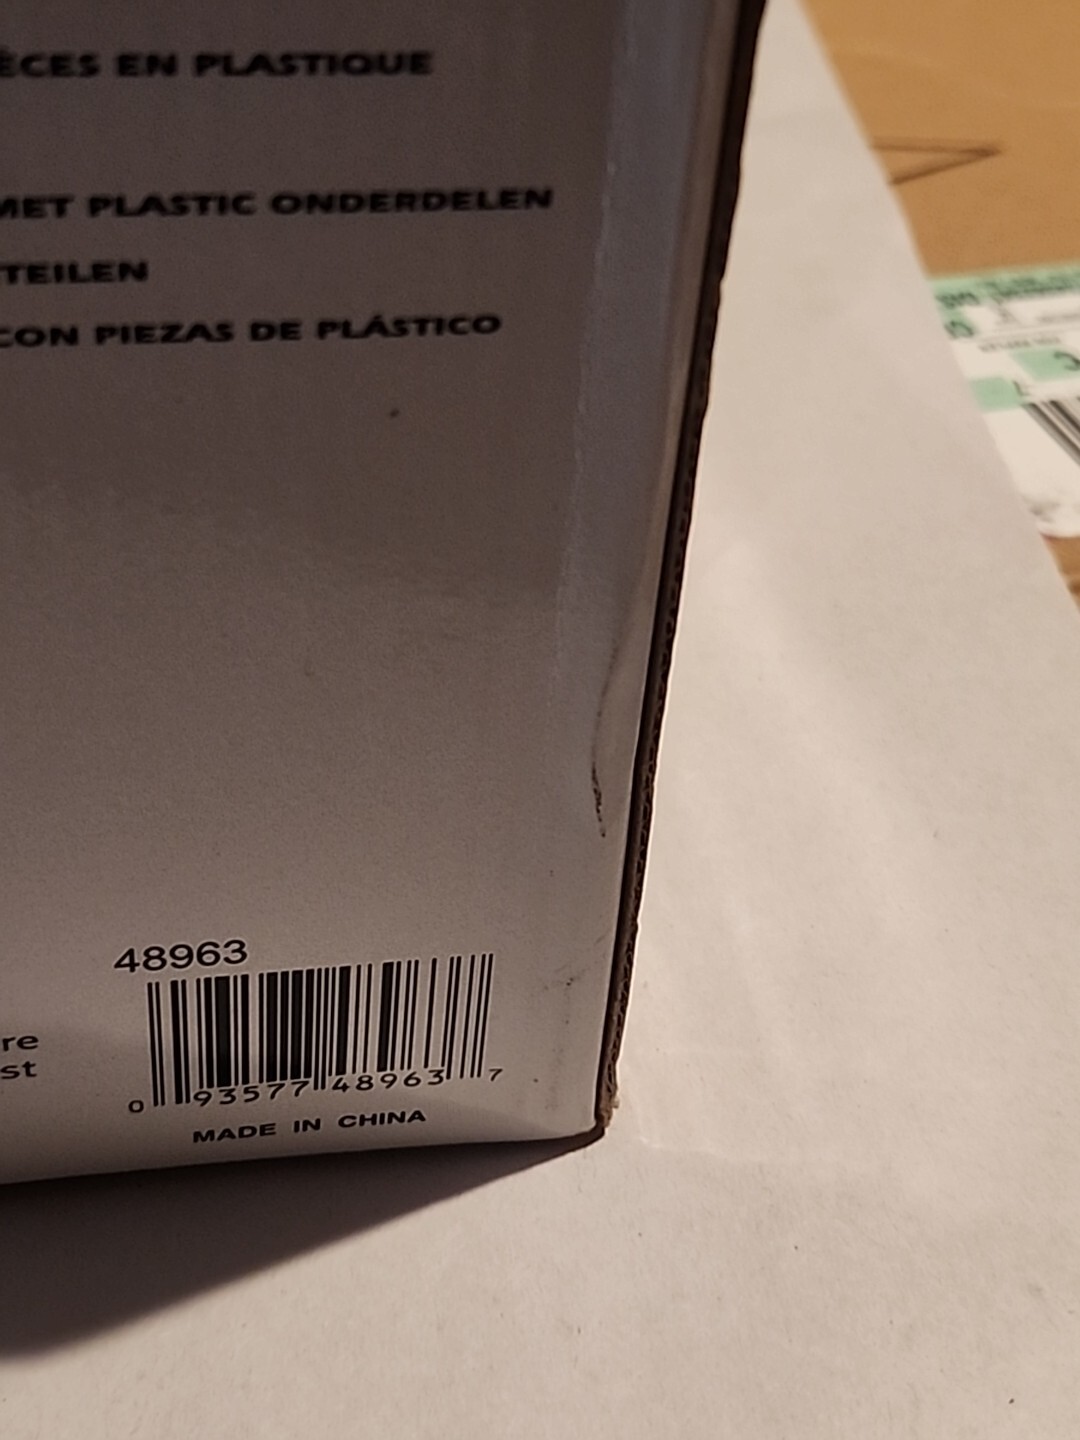 ÈCES EN PLASTIQUE
MET PLASTIC ONDERDELEN
TEILEN
CON PIEZAS DE PLÁSTICO
48963
re
st
0 93577 48963 7
MADE IN CHINA